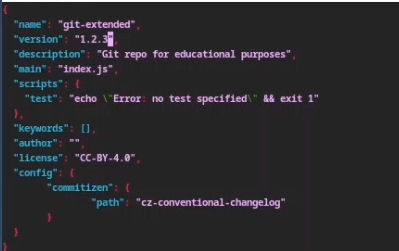 {
  "name": "git-extended",
  "version": "1.2.3",
  "description": "Git repo for educational purposes",
  "main": "index.js",
  "scripts": {
    "test": "echo \"Error: no test specified\" && exit 1"
  },
  "keywords": [],
  "author": "",
  "license": "CC-BY-4.0",
  "config": {
        "commitizen": {
                "path": "cz-conventional-changelog"
        }
  }
}